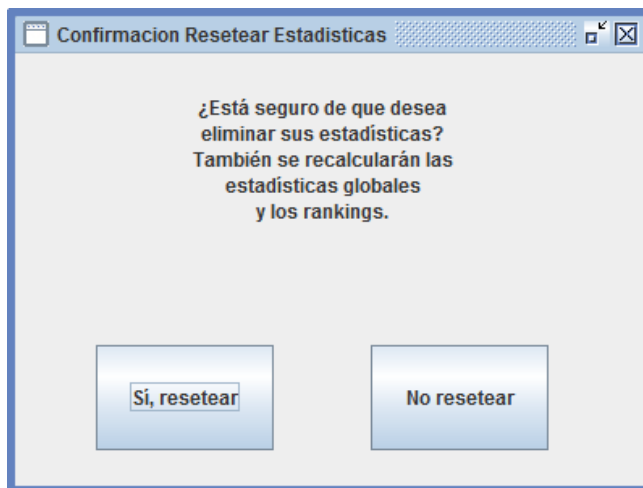 Confirmacion Resetear Estadisticas
¿Está seguro de que desea
eliminar sus estadísticas?
También se recalcularán las
estadísticas globales
y los rankings.
Sí, resetear
No resetear